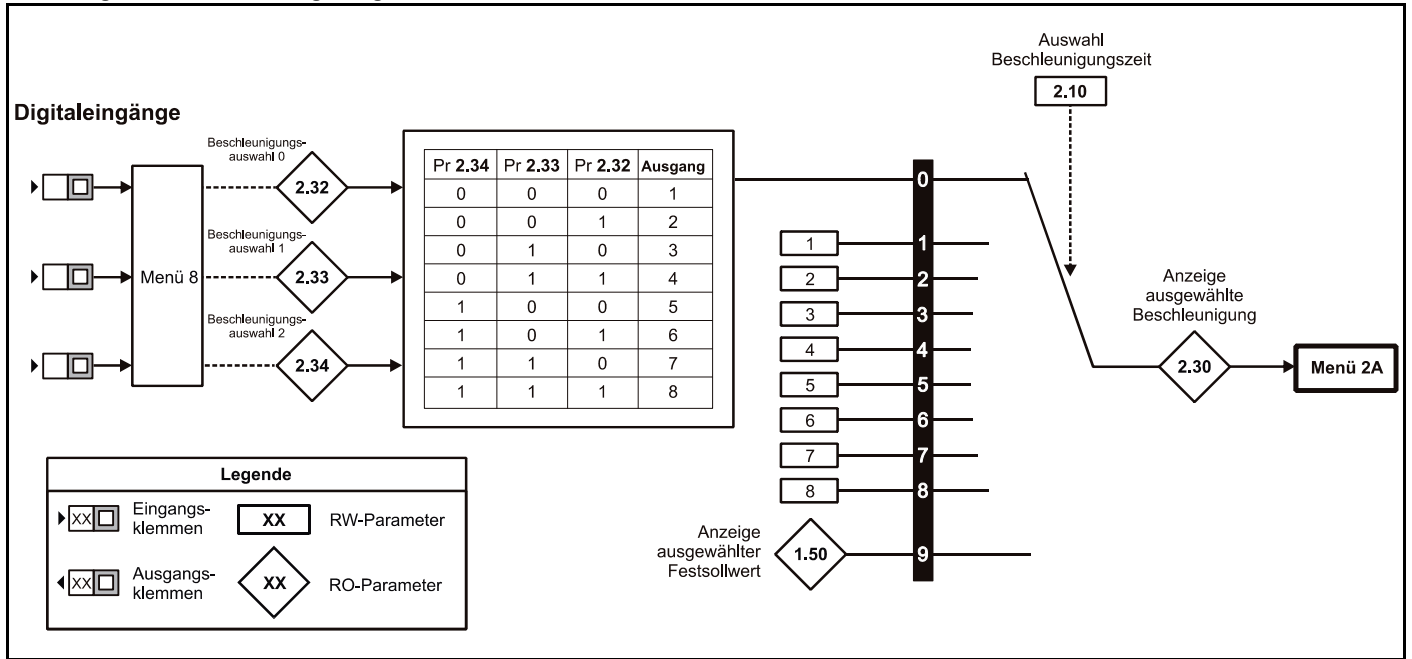 Auswahl
Beschleunigungszeit
2.10
Digitaleingänge
Beschleunigungs-
auswahl 0
2.32
Beschleunigungs-
auswahl 1
Menü 8
2.33
Beschleunigungs-
auswahl 2
2.34
Pr 2.34 Pr 2.33 Pr 2.32 Ausgang
0 0 0 1
0 0 1 2
0 1 0 3
0 1 1 4
1 0 0 5
1 0 1 6
1 1 0 7
1 1 1 8
0
1 1
2 2
3 3
4 4
5 5
6 6
7 7
8 8
Anzeige
ausgewählter
Festsollwert
1.50
9
Anzeige
ausgewählte
Beschleunigung
2.30
Menü 2A
Legende
XX
Eingangs-
klemmen
XX
RW-Parameter
XX
Ausgangs-
klemmen
XX
RO-Parameter